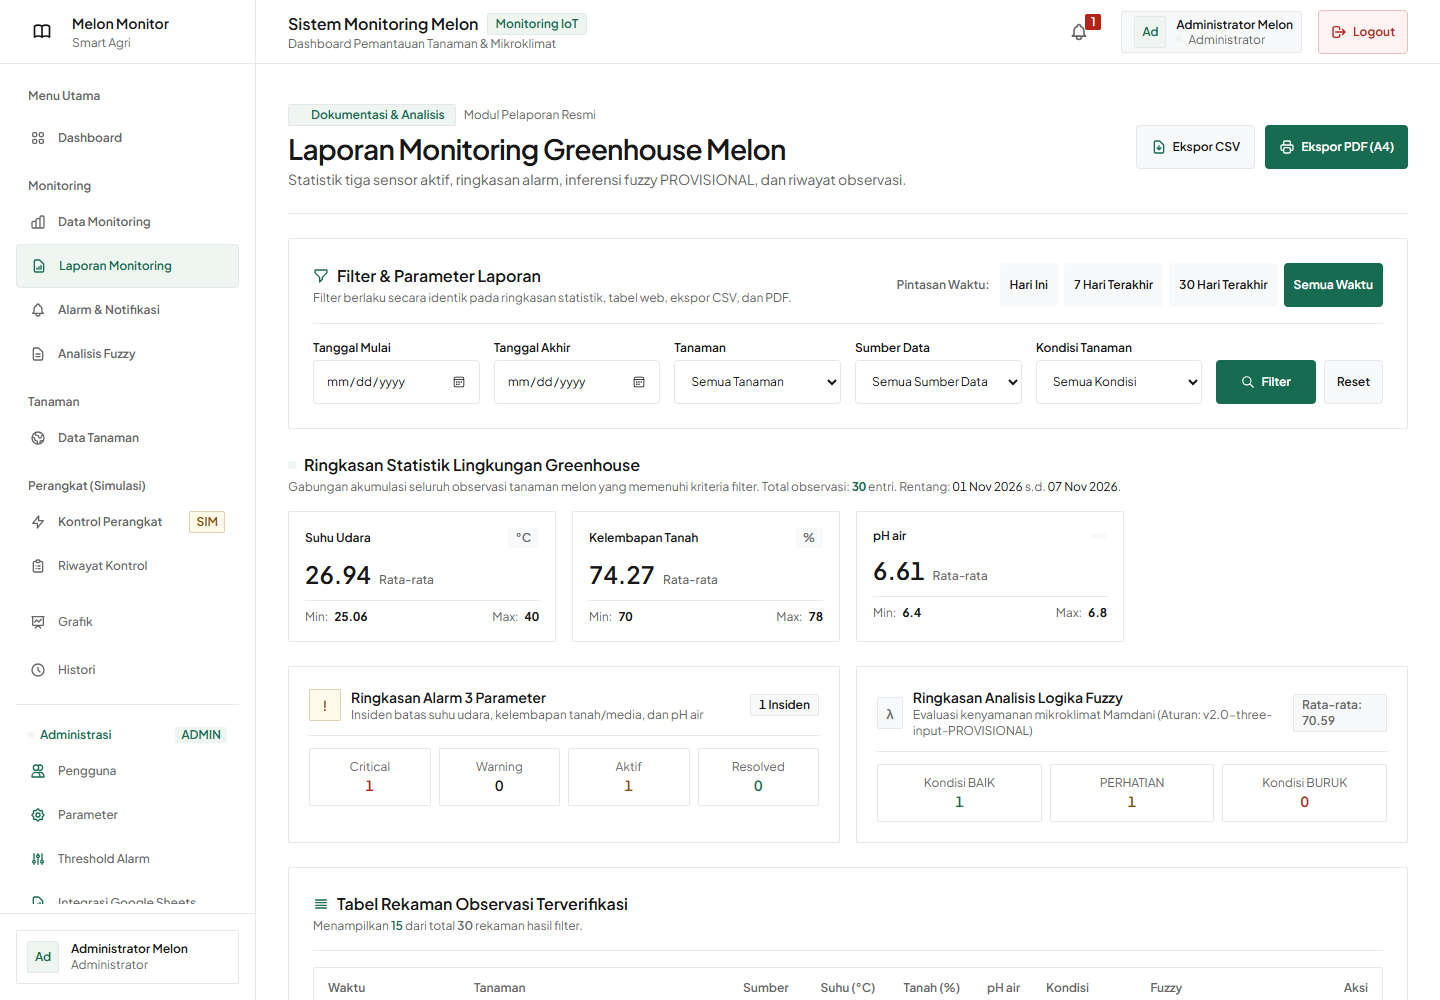 Melon Monitor
Smart Agri
Sistem Monitoring Melon
Monitoring IoT
Dashboard Pemantauan Tanaman & Mikroklimat
1
Ad
Administrator Melon
Administrator
Logout
Menu Utama
Dashboard
Monitoring
Data Monitoring
Laporan Monitoring
Alarm & Notifikasi
Analisis Fuzzy
Tanaman
Data Tanaman
Perangkat (Simulasi)
Kontrol Perangkat
SIM
Riwayat Kontrol
Grafik
Histori
Administrasi
ADMIN
Pengguna
Parameter
Threshold Alarm
Integrasi Google Sheets
Ad
Administrator Melon
Administrator
Dokumentasi & Analisis
Modul Pelaporan Resmi
Laporan Monitoring Greenhouse Melon
Statistik tiga sensor aktif, ringkasan alarm, inferensi fuzzy PROVISIONAL, dan riwayat observasi.
Ekspor CSV
Ekspor PDF (A4)
Filter & Parameter Laporan
Filter berlaku secara identik pada ringkasan statistik, tabel web, ekspor CSV, dan PDF.
Pintasan Waktu:
Hari Ini
7 Hari Terakhir
30 Hari Terakhir
Semua Waktu
Tanggal Mulai
mm/dd/yyyy
Tanggal Akhir
mm/dd/yyyy
Tanaman
Semua Tanaman
Sumber Data
Semua Sumber Data
Kondisi Tanaman
Semua Kondisi
Filter
Reset
Ringkasan Statistik Lingkungan Greenhouse
Gabungan akumulasi seluruh observasi tanaman melon yang memenuhi kriteria filter. Total observasi: 30 entri. Rentang: 01 Nov 2026 s.d. 07 Nov 2026.
Suhu Udara
°C
26.94 Rata-rata
Min: 25.06
Max: 40
Kelembapan Tanah
%
74.27 Rata-rata
Min: 70
Max: 78
pH air
6.61 Rata-rata
Min: 6.4
Max: 6.8
!
Ringkasan Alarm 3 Parameter
Insiden batas suhu udara, kelembapan tanah/media, dan pH air
1 Insiden
Critical
1
Warning
0
Aktif
1
Resolved
0
λ
Ringkasan Analisis Logika Fuzzy
Evaluasi kenyamanan mikroklimat Mamdani (Aturan: v2.0-three-
input-PROVISIONAL)
Rata-rata:
70.59
Kondisi BAIK
1
PERHATIAN
1
Kondisi BURUK
0
Tabel Rekaman Observasi Terverifikasi
Menampilkan 15 dari total 30 rekaman hasil filter.
Waktu
Tanaman
Sumber
Suhu (°C)
Tanah (%)
pH air
Kondisi
Fuzzy
Aksi